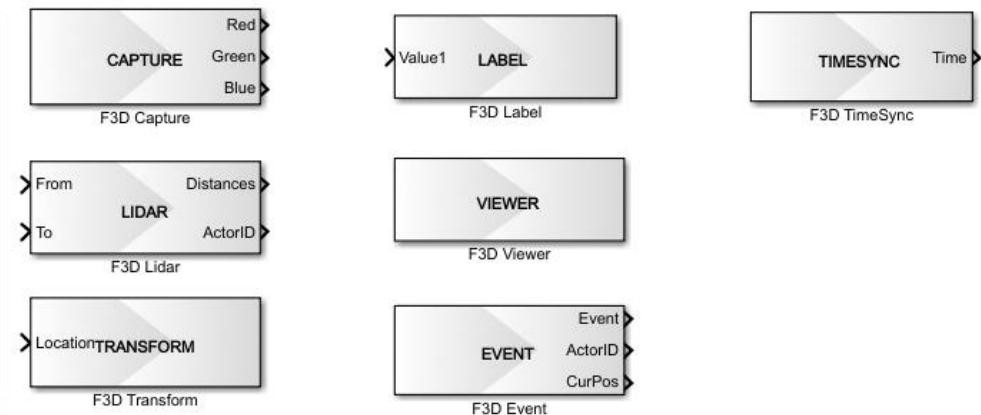 CAPTURE
Red
Green
Blue
F3D Capture
Value1
LABEL
F3D Label
TIMESYNC
Time
F3D TimeSync
From
To
LIDAR
Distances
ActorID
F3D Lidar
VIEWER
F3D Viewer
Location
TRANSFORM
F3D Transform
EVENT
Event
ActorID
CurPos
F3D Event